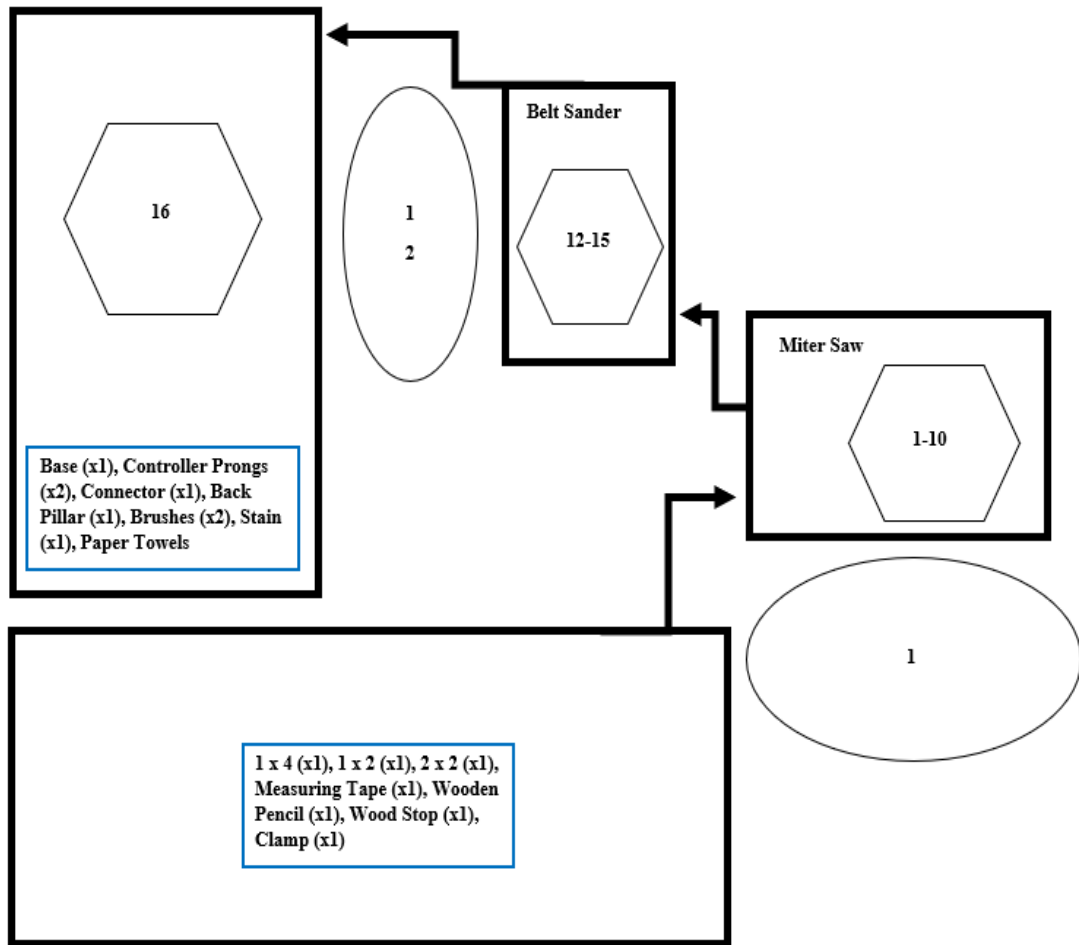 16
1
2
Belt Sander
12-15
Miter Saw
1-10
Base (x1), Controller Prongs
(x2), Connector (x1), Back
Pillar (x1), Brushes (x2), Stain
(x1), Paper Towels
1
1 x 4 (x1), 1 x 2 (x1), 2 x 2 (x1),
Measuring Tape (x1), Wooden
Pencil (x1), Wood Stop (x1),
Clamp (x1)